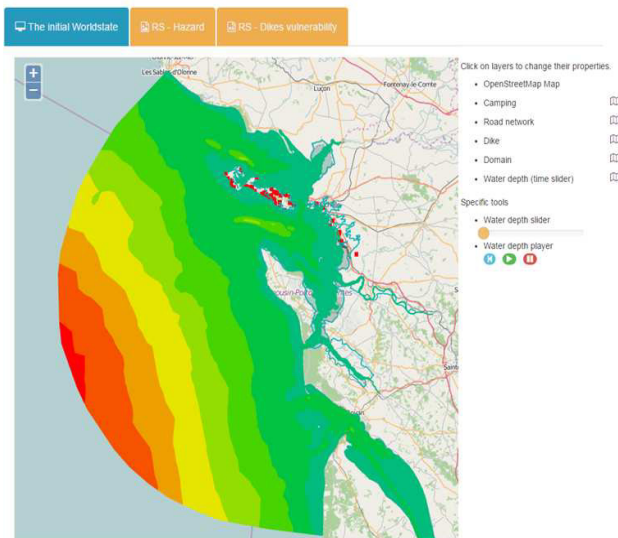 The initial Worldstate
RS - Hazard
RS - Dikes vulnerability
+
−
Les Sables-d'Olonne
Luçon
Fontenay-le-Comte
Click on layers to change their properties.
• OpenStreetMap Map
• Camping
• Road network
• Dike
• Domain
• Water depth (time slider)
Specific tools
• Water depth slider
• Water depth player